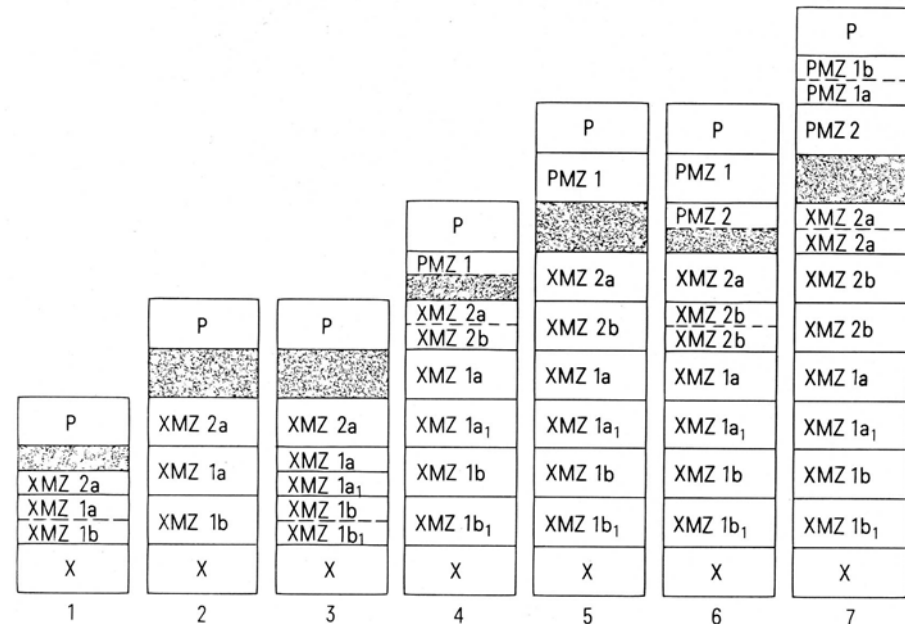 P
XMZ 2a
XMZ 1a
XMZ 1b
X
1
P
XMZ 2a
XMZ 1a
XMZ 1b
X
2
P
XMZ 2a
XMZ 1a
XMZ 1a₁
XMZ 1b
XMZ 1b₁
X
3
P
PMZ 1
XMZ 2a
XMZ 2b
XMZ 1a
XMZ 1a₁
XMZ 1b
XMZ 1b₁
X
4
P
PMZ 1
XMZ 2a
XMZ 2b
XMZ 1a
XMZ 1a₁
XMZ 1b
XMZ 1b₁
X
5
P
PMZ 1
PMZ 2
XMZ 2a
XMZ 2b
XMZ 2b
XMZ 1a
XMZ 1a₁
XMZ 1b
XMZ 1b₁
X
6
P
PMZ 1b
PMZ 1a
PMZ 2
XMZ 2a
XMZ 2a
XMZ 2b
XMZ 2b
XMZ 1a
XMZ 1a₁
XMZ 1b
XMZ 1b₁
X
7